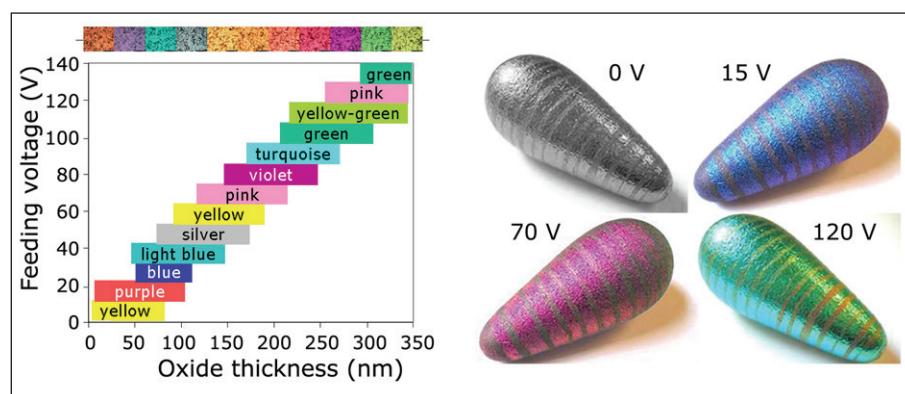 Feeding voltage (V)
140
120
100
80
60
40
20
0
green
pink
yellow-green
green
turquoise
violet
pink
yellow
silver
light blue
blue
purple
yellow
0 50 100 150 200 250 300 350
Oxide thickness (nm)
0 V
15 V
70 V
120 V